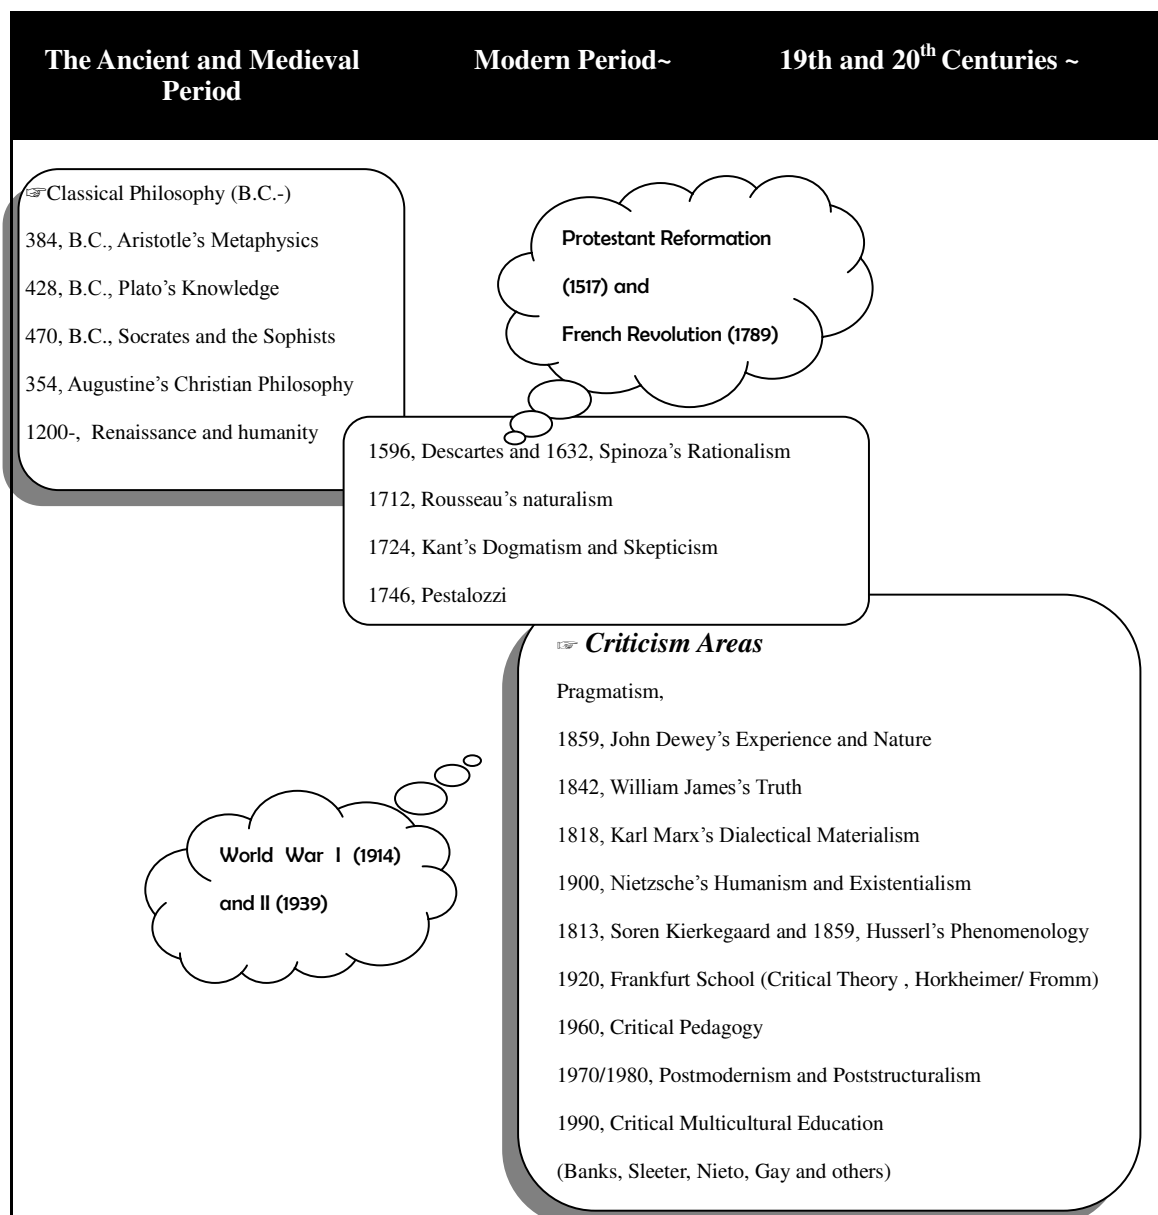 The Ancient and Medieval
Period
Modern Period~
19th and 20th Centuries ~
☞Classical Philosophy (B.C.-)
384, B.C., Aristotle’s Metaphysics
428, B.C., Plato’s Knowledge
470, B.C., Socrates and the Sophists
354, Augustine’s Christian Philosophy
1200-, Renaissance and humanity
Protestant Reformation
(1517) and
French Revolution (1789)
1596, Descartes and 1632, Spinoza’s Rationalism
1712, Rousseau’s naturalism
1724, Kant’s Dogmatism and Skepticism
1746, Pestalozzi
☞ Criticism Areas
Pragmatism,
1859, John Dewey’s Experience and Nature
1842, William James’s Truth
1818, Karl Marx’s Dialectical Materialism
1900, Nietzsche’s Humanism and Existentialism
1813, Soren Kierkegaard and 1859, Husserl’s Phenomenology
1920, Frankfurt School (Critical Theory , Horkheimer/ Fromm)
1960, Critical Pedagogy
1970/1980, Postmodernism and Poststructuralism
1990, Critical Multicultural Education
(Banks, Sleeter, Nieto, Gay and others)
World War I (1914)
and II (1939)